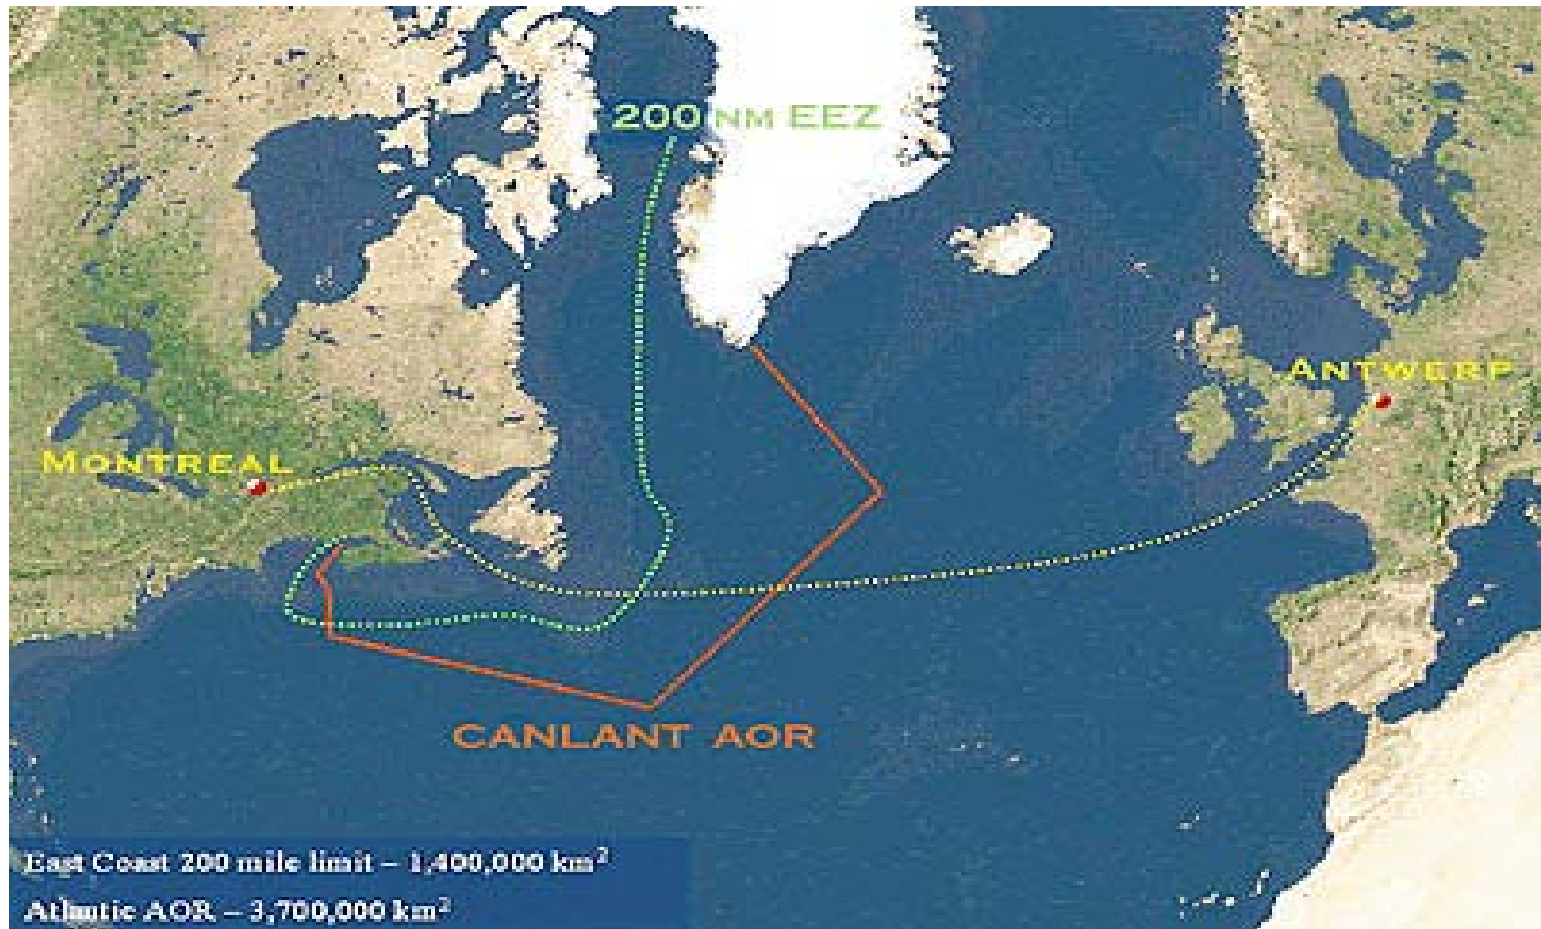 200 NM EEZ
ANTWERP
MONTREAL
CANLANT AOR
East Coast 200 mile limit – 1,400,000 km²
Atlantic AOR – 3,700,000 km²